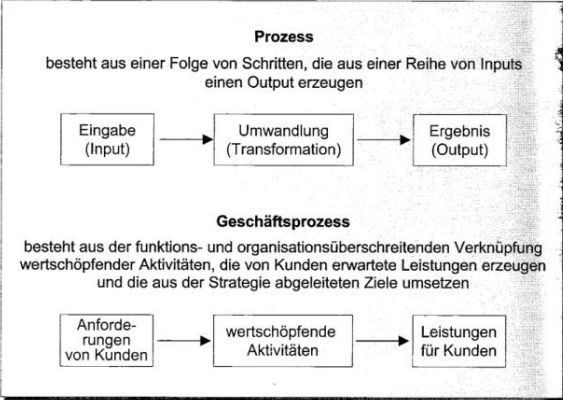 Prozess
besteht aus einer Folge von Schritten, die aus einer Reihe von Inputs
einen Output erzeugen
Eingabe
(Input)
Umwandlung
(Transformation)
Ergebnis
(Output)
Geschäftsprozess
besteht aus der funktions- und organisationsüberschreitenden Verknüpfung
wertschöpfender Aktivitäten, die von Kunden erwartete Leistungen erzeugen
und die aus der Strategie abgeleiteten Ziele umsetzen
Anforde-
rungen
von Kunden
wertschöpfende
Aktivitäten
Leistungen
für Kunden